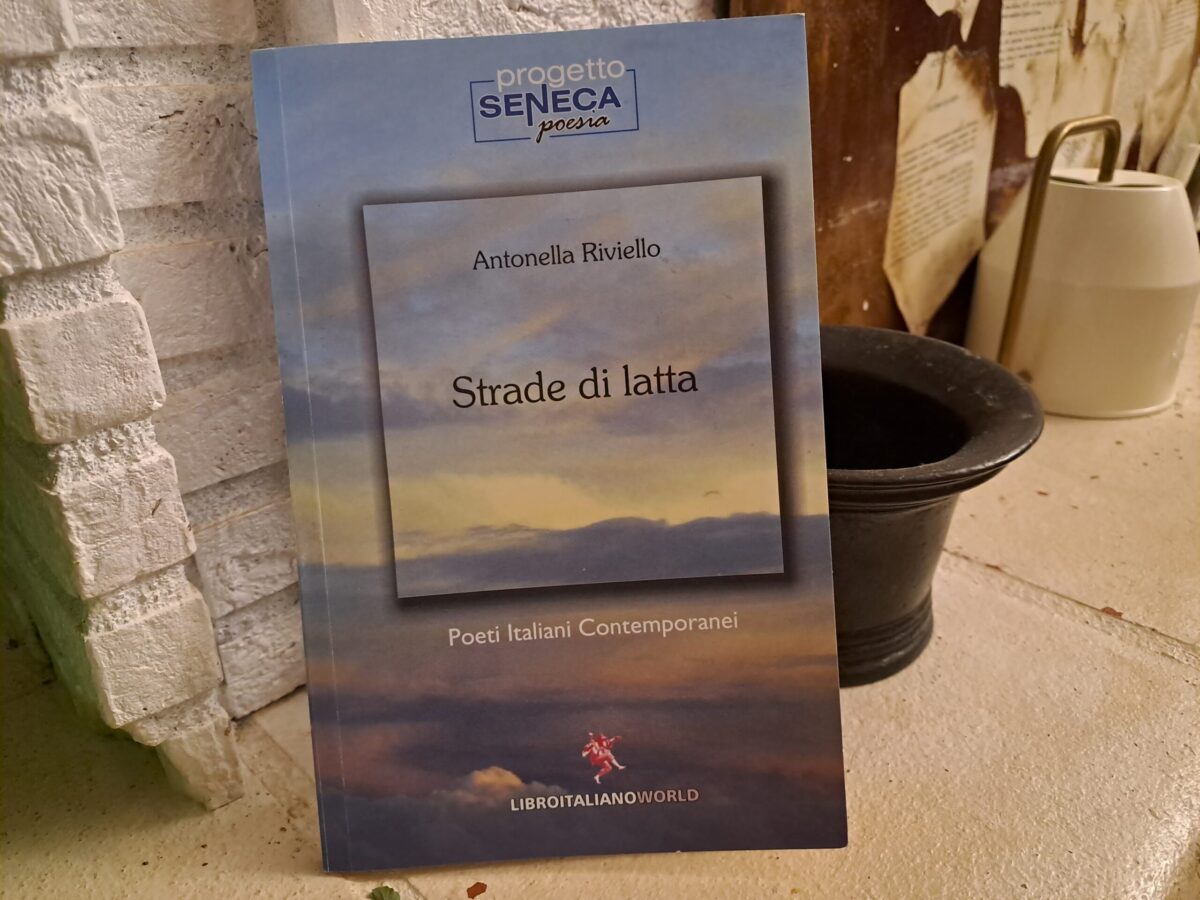 progetto
SENECA
poesia
Antonella Riviello
Strade di latta
Poeti Italiani Contemporanei
LIBROITALIANOWORLD